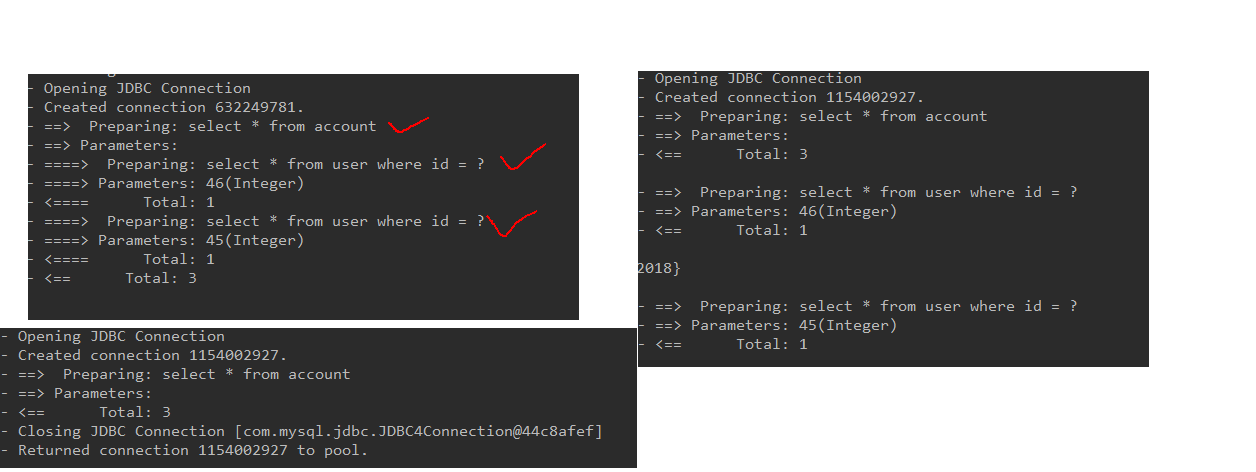 - Opening JDBC Connection
- Created connection 632249781.
- ==>  Preparing: select * from account
- ==> Parameters:
- ====>  Preparing: select * from user where id = ?
- ====> Parameters: 46(Integer)
- <====      Total: 1
- ====>  Preparing: select * from user where id = ?
- ====> Parameters: 45(Integer)
- <====      Total: 1
- <==      Total: 3
- Opening JDBC Connection
- Created connection 1154002927.
- ==>  Preparing: select * from account
- ==> Parameters:
- <==      Total: 3
- Closing JDBC Connection [com.mysql.jdbc.JDBC4Connection@44c8afef]
- Returned connection 1154002927 to pool.
- Opening JDBC Connection
- Created connection 1154002927.
- ==>  Preparing: select * from account
- ==> Parameters:
- <==      Total: 3
- ==>  Preparing: select * from user where id = ?
- ==> Parameters: 46(Integer)
- <==      Total: 1
2018}
- ==>  Preparing: select * from user where id = ?
- ==> Parameters: 45(Integer)
- <==      Total: 1